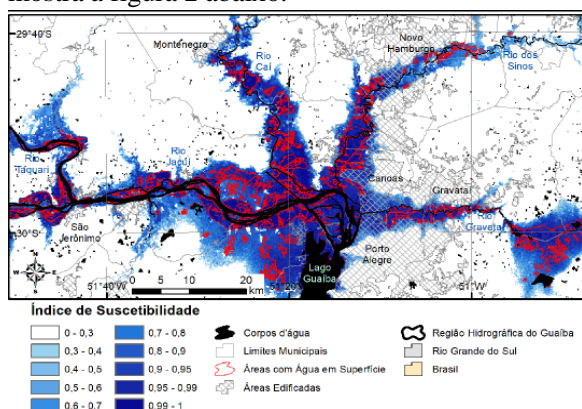 mostra a figura 2 abaixo.
29°40'S
Montenegro
Rio
Caí
Novo
Hamburgo
Rio dos
Sinos
Rio
Taquari
Rio
Jacuí
Canoas
Gravataí
São
Jerônimo
Rio
Gravataí
30°S
Porto
Alegre
Lago
Guaíba
51°40'W
51°20'W
51°W
0 5 10 20
km
Índice de Suscetibilidade
0 - 0,3
0,3 - 0,4
0,4 - 0,5
0,5 - 0,6
0,6 - 0,7
0,7 - 0,8
0,8 - 0,9
0,9 - 0,95
0,95 - 0,99
0,99 - 1
Corpos d'água
Limites Municipais
Áreas com Água em Superfície
Áreas Edificadas
Região Hidrográfica do Guaíba
Rio Grande do Sul
Brasil